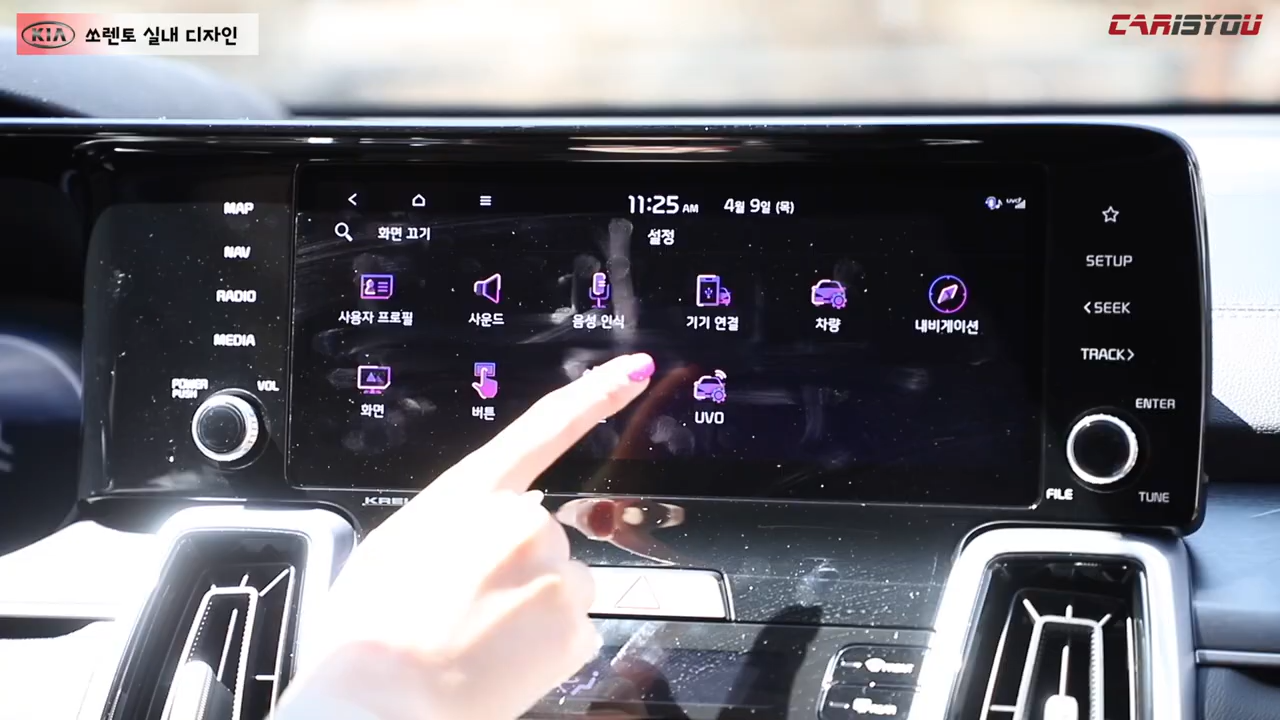 KIA 쏘렌토 실내 디자인
CARISYOU
MAP
NAV
RADIO
MEDIA
POWER
PUSH
VOL
11:25 AM 4월 9일 (목)
화면 끄기
설정
사용자 프로필
사운드
음성 인식
기기 연결
차량
내비게이션
화면
버튼
UVO
SETUP
<SEEK
TRACK>
ENTER
FILE
TUNE